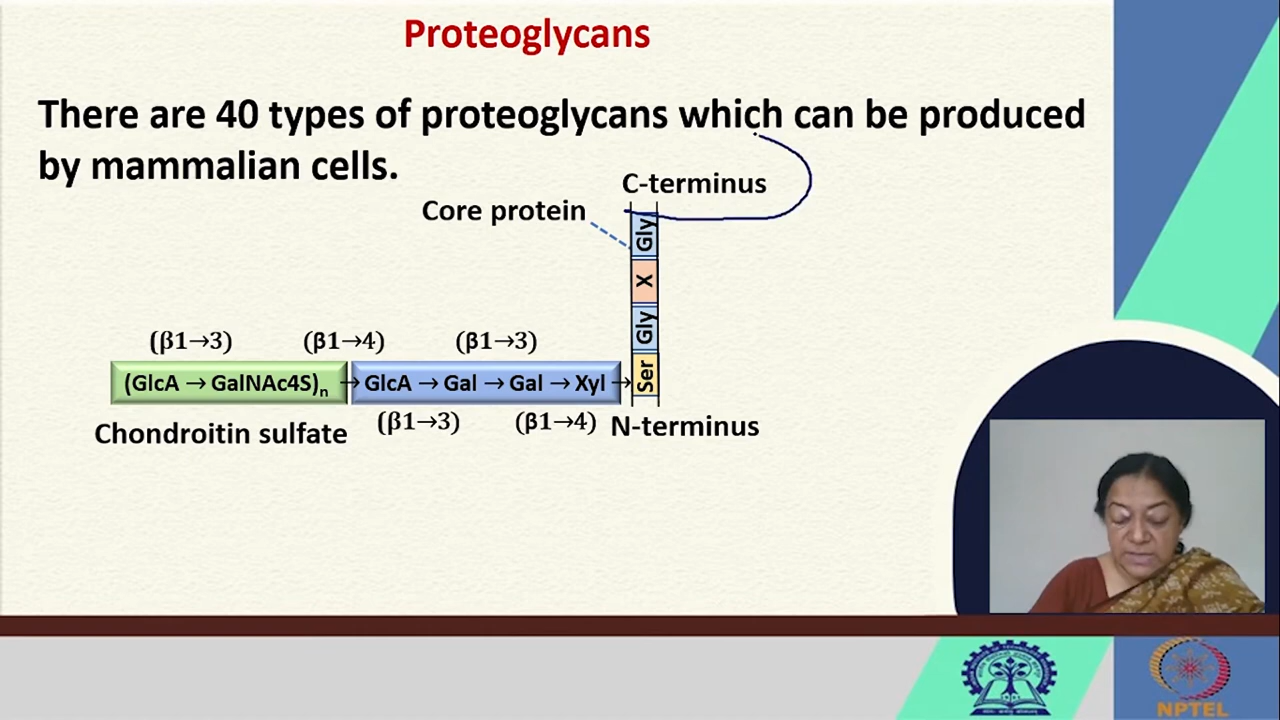 Proteoglycans
There are 40 types of proteoglycans which can be produced
by mammalian cells.
C-terminus
Core protein
Gly
X
Gly
Ser
(β1→3) (β1→4) (β1→3)
(GlcA → GalNAc4S)n → GlcA → Gal → Gal → Xyl →
(β1→3) (β1→4) N-terminus
Chondroitin sulfate
NPTEL